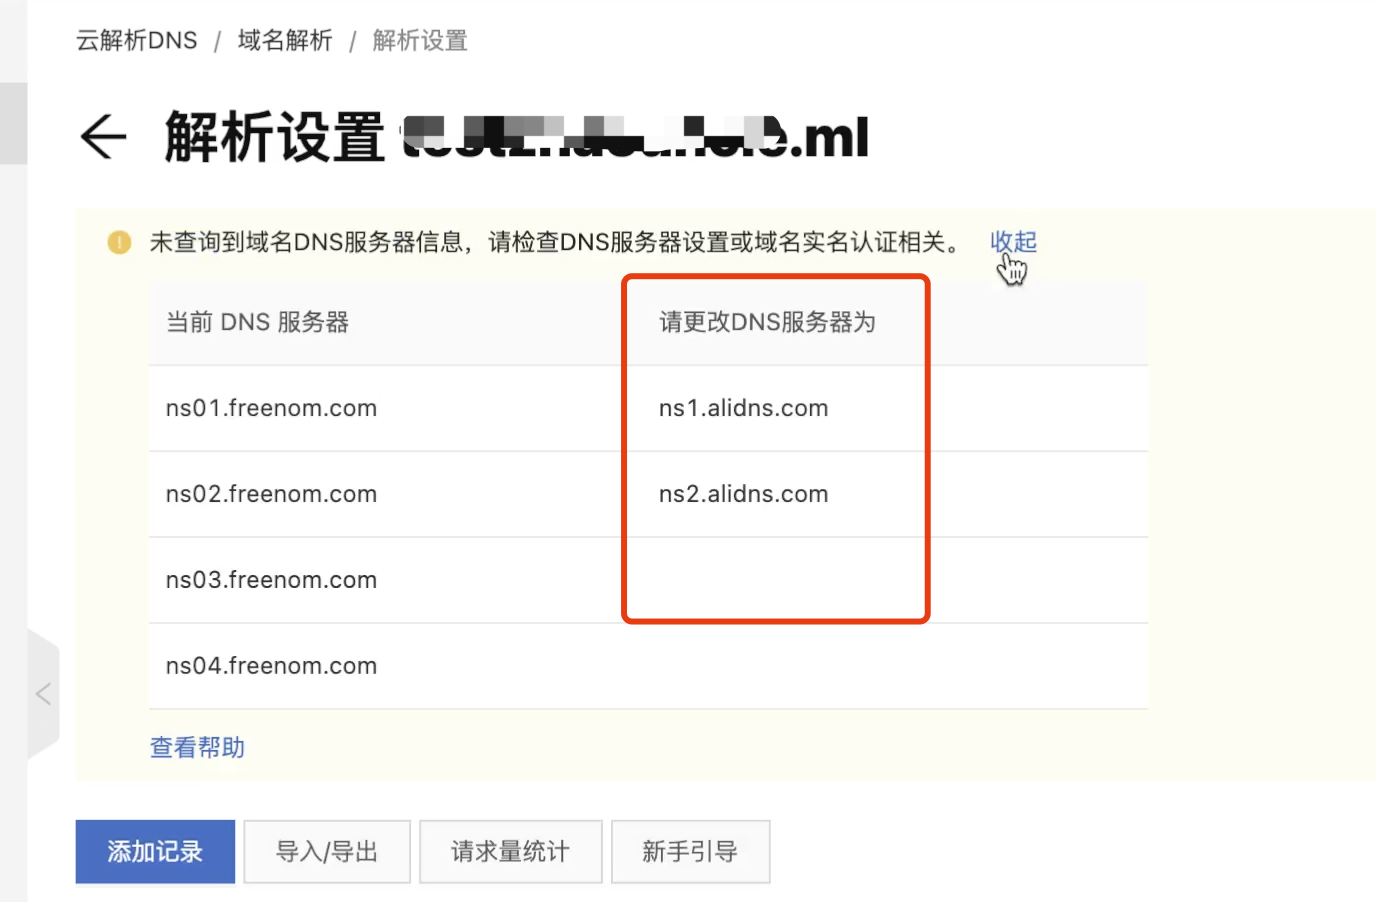 云解析DNS / 域名解析 / 解析设置
解析设置 .ml
未查询到域名DNS服务器信息，请检查DNS服务器设置或域名实名认证相关。 收起
当前 DNS 服务器 请更改DNS服务器为
ns01.freenom.com ns1.alidns.com
ns02.freenom.com ns2.alidns.com
ns03.freenom.com
ns04.freenom.com
查看帮助
添加记录 导入/导出 请求量统计 新手引导